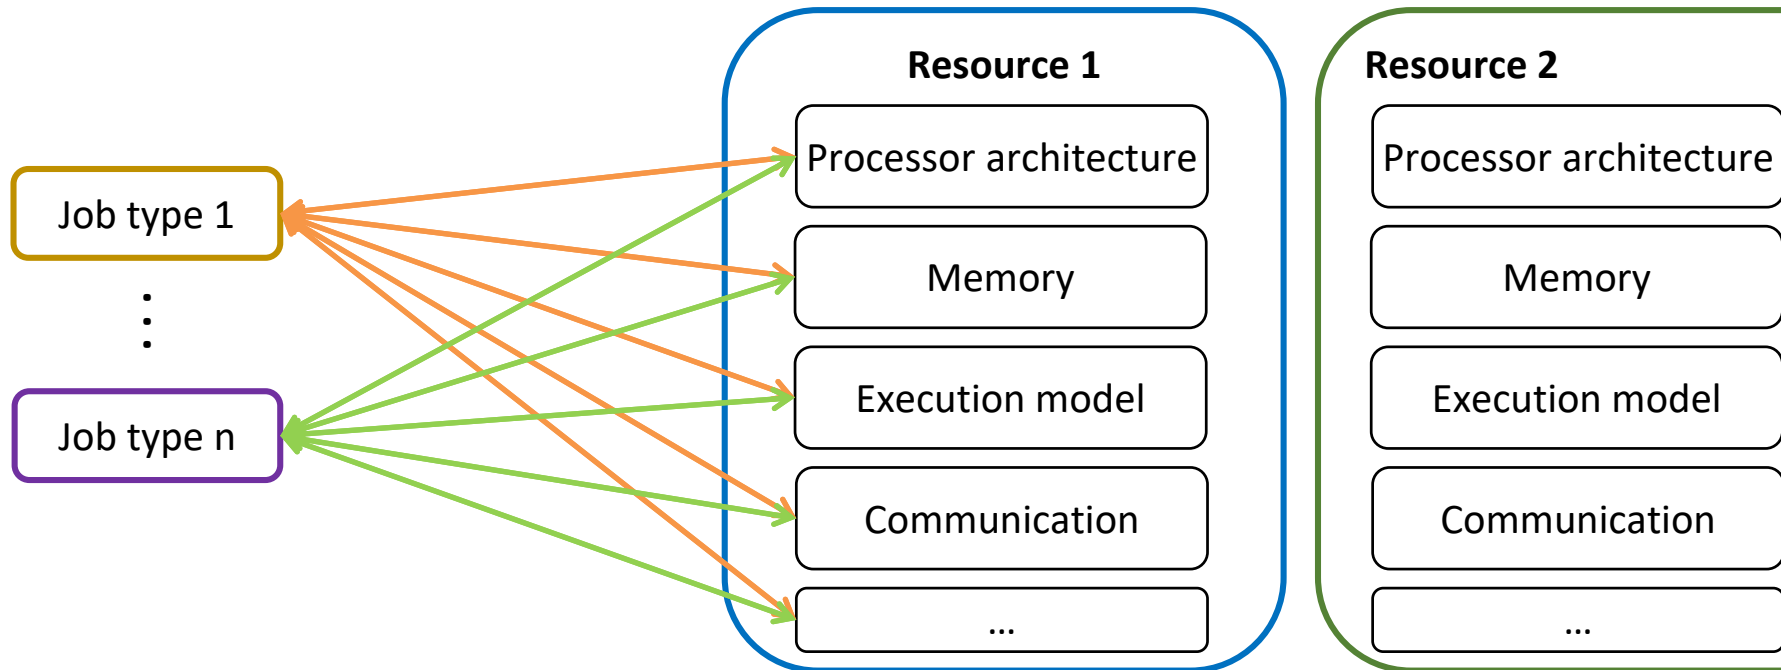 Job type 1
⋮
Job type n
Resource 1
Processor architecture
Memory
Execution model
Communication
...
Resource 2
Processor architecture
Memory
Execution model
Communication
...